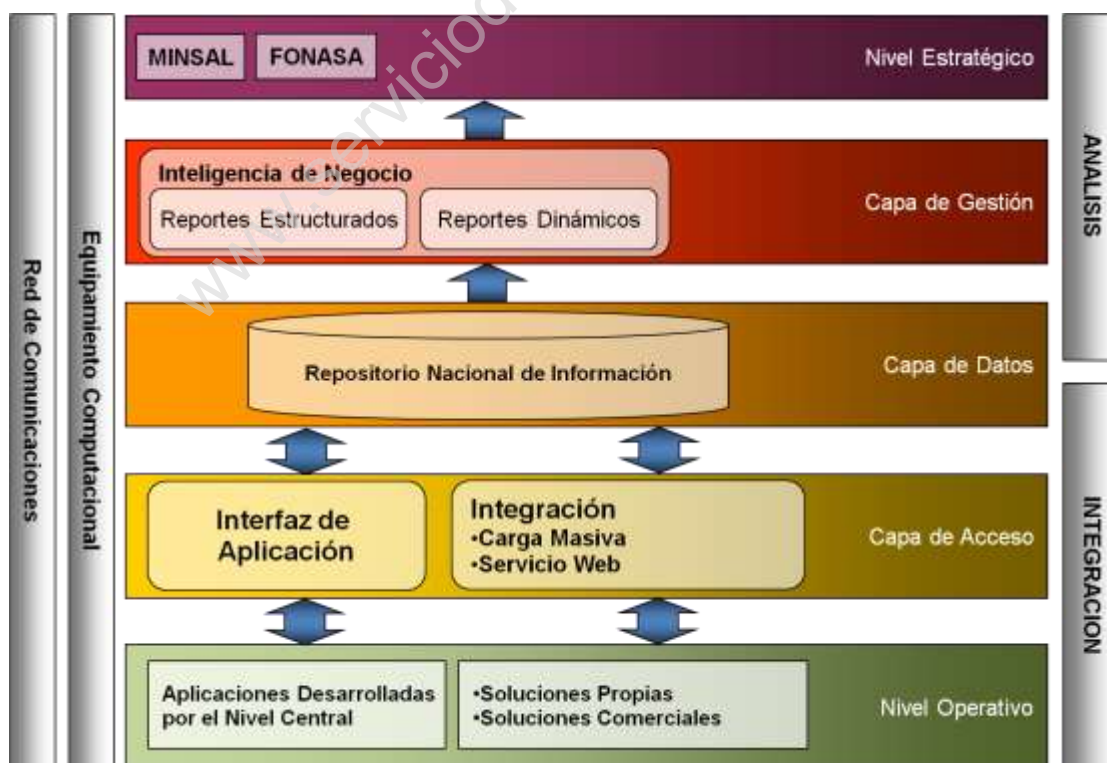 MINSAL
FONASA
Nivel Estratégico
Inteligencia de Negocio
Reportes Estructurados
Reportes Dinámicos
Capa de Gestión
Repositorio Nacional de Información
Capa de Datos
Interfaz de
Aplicación
Integración
•Carga Masiva
•Servicio Web
Capa de Acceso
Aplicaciones Desarrolladas
por el Nivel Central
•Soluciones Propias
•Soluciones Comerciales
Nivel Operativo
Red de Comunicaciones
Equipamiento Computacional
ANALISIS
INTEGRACION